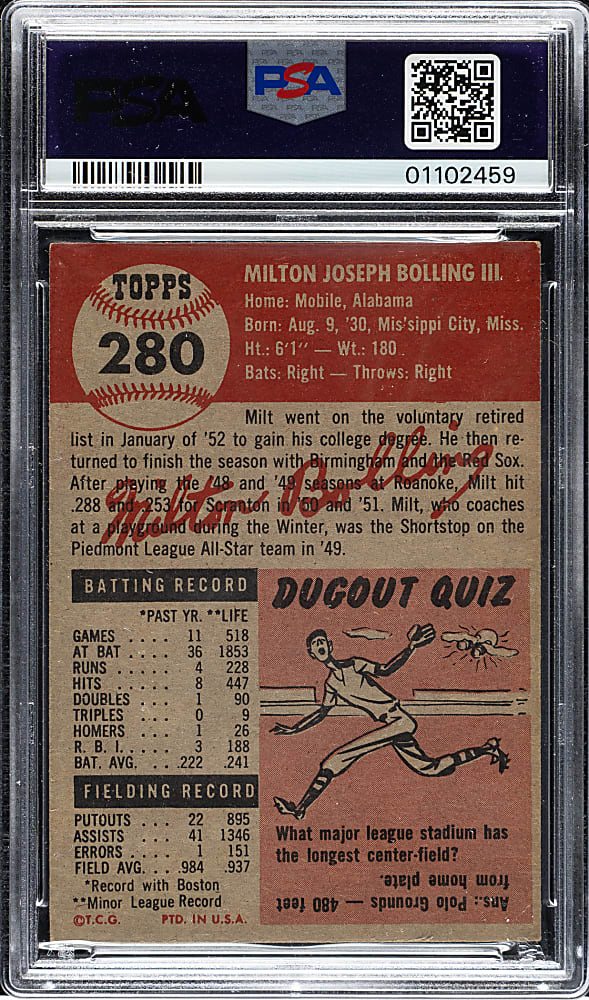 PSA
PSA
01102459
TOPPS
280
MILTON JOSEPH BOLLING III
Home: Mobile, Alabama
Born: Aug. 9, '30, Mis'sippi City, Miss.
Ht.: 6'1" — Wt.: 180
Bats: Right — Throws: Right
Milt went on the voluntary retired
list in January of '52 to gain his college degree. He then re-
turned to finish the season with Birmingham and the Red Sox.
After playing the '48 and '49 seasons at Roanoke, Milt hit
.288 and .253 for Scranton in '50 and '51. Milt, who coaches
at a playground during the Winter, was the Shortstop on the
Piedmont League All-Star team in '49.
Milton Bolling
BATTING RECORD
*PAST YR. **LIFE
GAMES . . . . 11 518
AT BAT . . . . 36 1853
RUNS . . . . 4 228
HITS . . . . 8 447
DOUBLES . . . 1 90
TRIPLES . . . 0 9
HOMERS . . . 1 26
R. B. I. . . . . 3 188
BAT. AVG. . . .222 .241
FIELDING RECORD
PUTOUTS . . . 22 895
ASSISTS . . . 41 1346
ERRORS . . . 1 151
FIELD AVG. . . .984 .937
*Record with Boston
**Minor League Record
©T.C.G. PTD. IN U.S.A.
DUGOUT QUIZ
What major league stadium has
the longest center-field?
Ans.: Polo Grounds — 480 feet
from home plate.